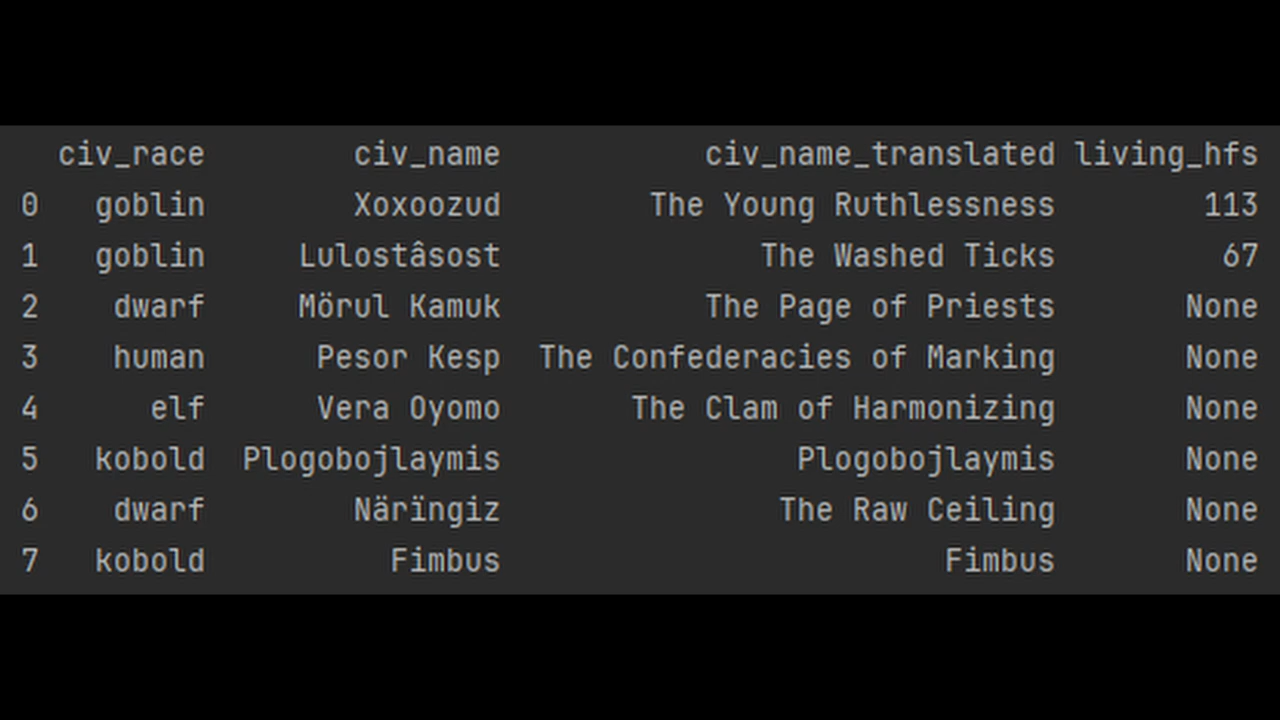 civ_race civ_name civ_name_translated living_hfs
0 goblin Xoxoozud The Young Ruthlessness 113
1 goblin Lulostâsost The Washed Ticks 67
2 dwarf Mörul Kamuk The Page of Priests None
3 human Pesor Kesp The Confederacies of Marking None
4 elf Vera Oyomo The Clam of Harmonizing None
5 kobold Plogobojlaymis Plogobojlaymis None
6 dwarf Närïngiz The Raw Ceiling None
7 kobold Fimbus Fimbus None